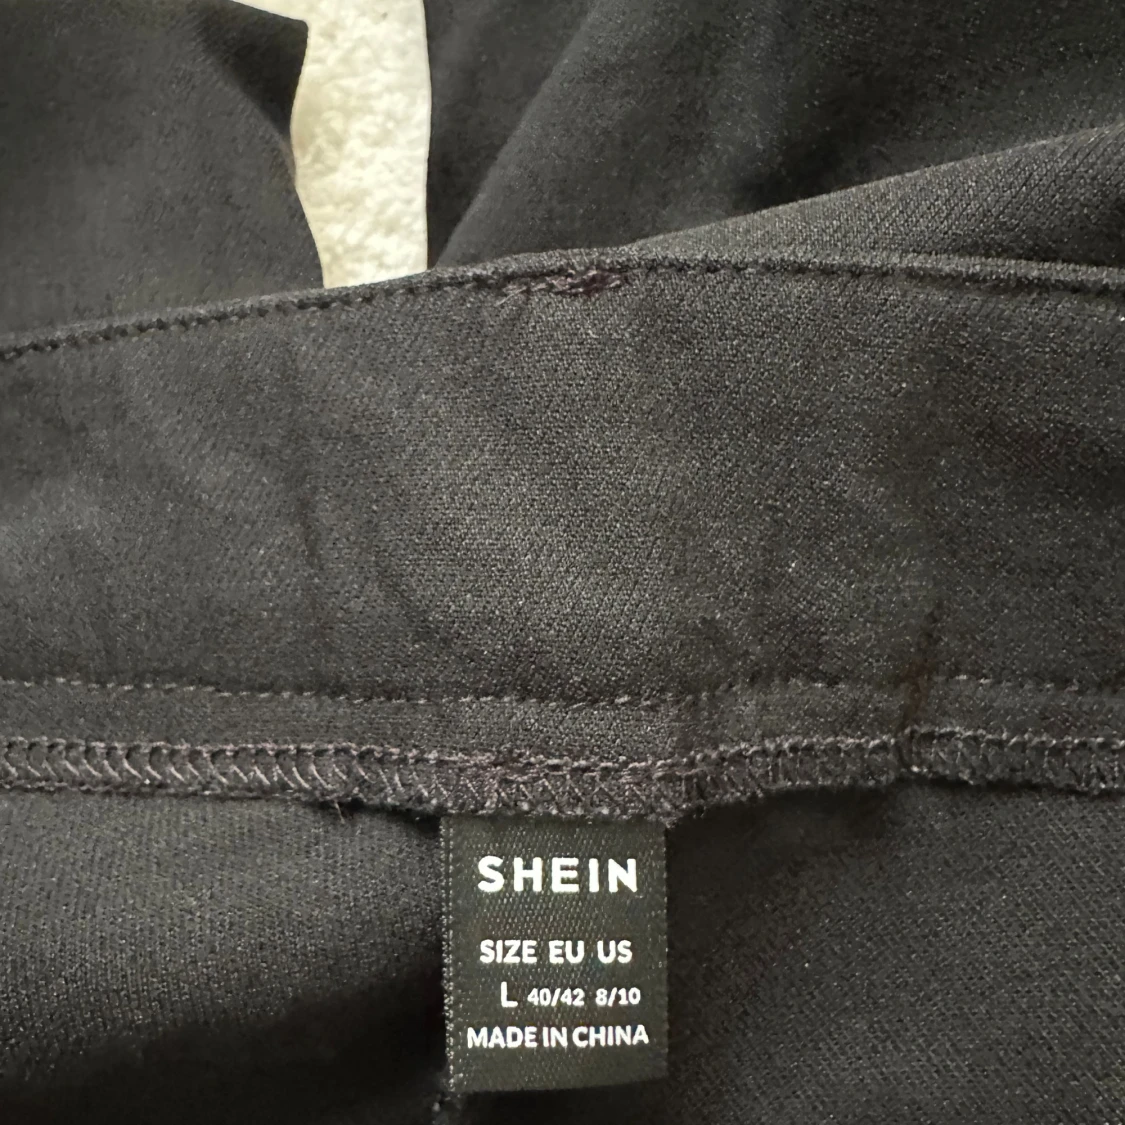 SHEIN
SIZE EU US
L 40/42 8/10
MADE IN CHINA